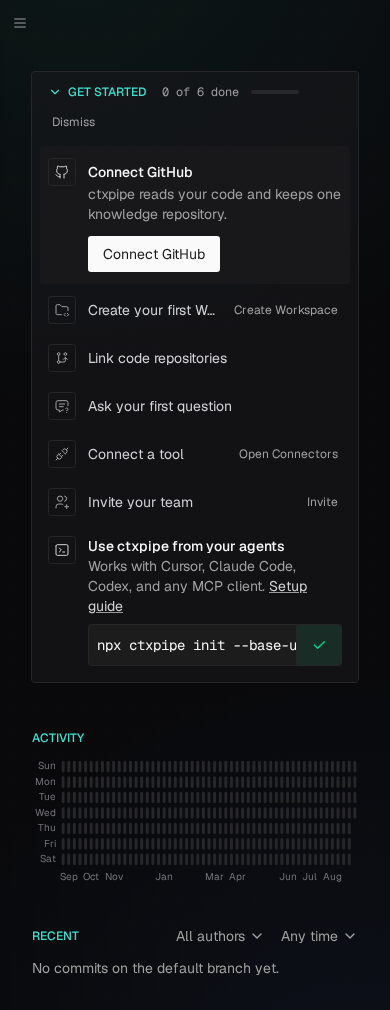 GET STARTED 0 of 6 done
Dismiss
Connect GitHub
ctxpipe reads your code and keeps one
knowledge repository.
Connect GitHub
Create your first W... Create Workspace
Link code repositories
Ask your first question
Connect a tool Open Connectors
Invite your team Invite
Use ctxpipe from your agents
Works with Cursor, Claude Code,
Codex, and any MCP client. Setup
guide
npx ctxpipe init --base-u
ACTIVITY
Sun
Mon
Tue
Wed
Thu
Fri
Sat
Sep Oct Nov Jan Mar Apr Jun Jul Aug
RECENT All authors Any time
No commits on the default branch yet.